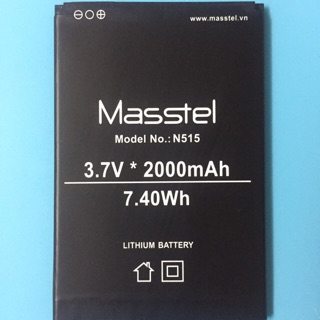 www.masstel.vn
Masstel
Model No.: N515
3.7V * 2000mAh
7.40Wh
LITHIUM BATTERY